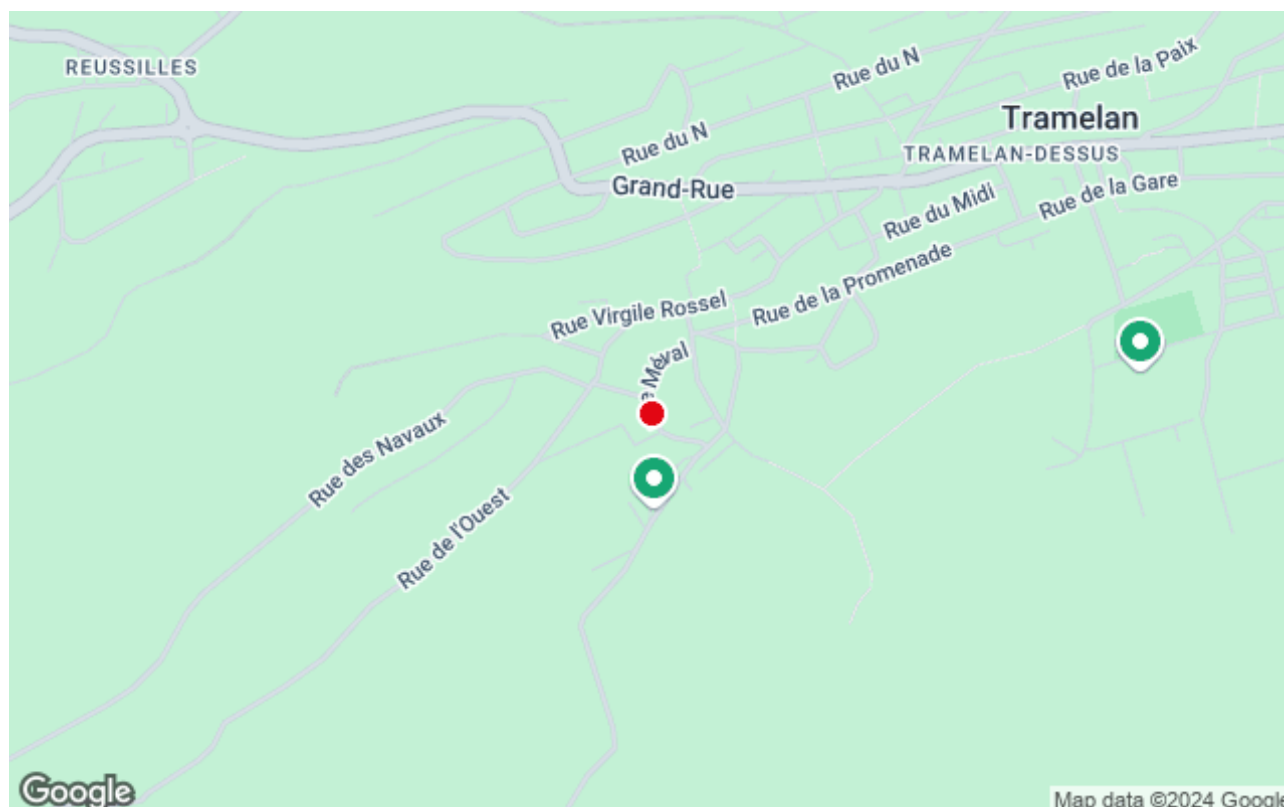 REUSSILLES
Rue du N
Rue de la Paix
Tramelan
TRAMELAN-DESSUS
Rue du N
Grand-Rue
Rue du Midi
Rue de la Gare
Rue de la Promenade
Rue Virgile Rossel
e Méval
Rue des Navaux
Rue de l'Ouest
Google
Map data ©2024 Google